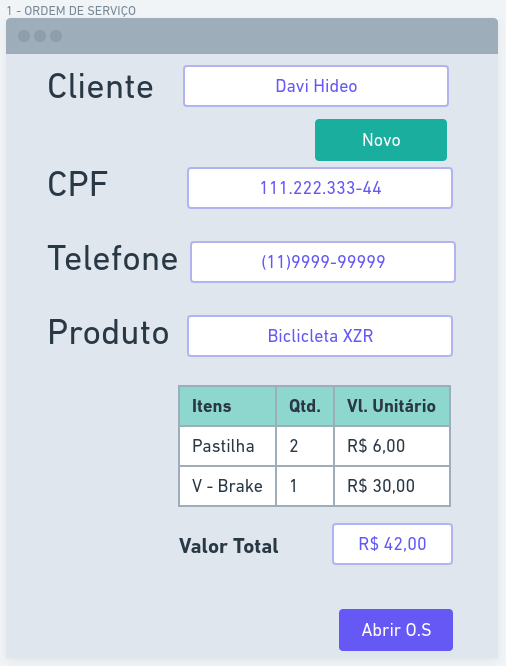 1 - ORDEM DE SERVIÇO
Cliente Davi Hideo
Novo
CPF 111.222.333-44
Telefone (11)9999-99999
Produto Biclicleta XZR
Itens Qtd. Vl. Unitário
Pastilha 2 R$ 6,00
V - Brake 1 R$ 30,00
Valor Total R$ 42,00
Abrir O.S